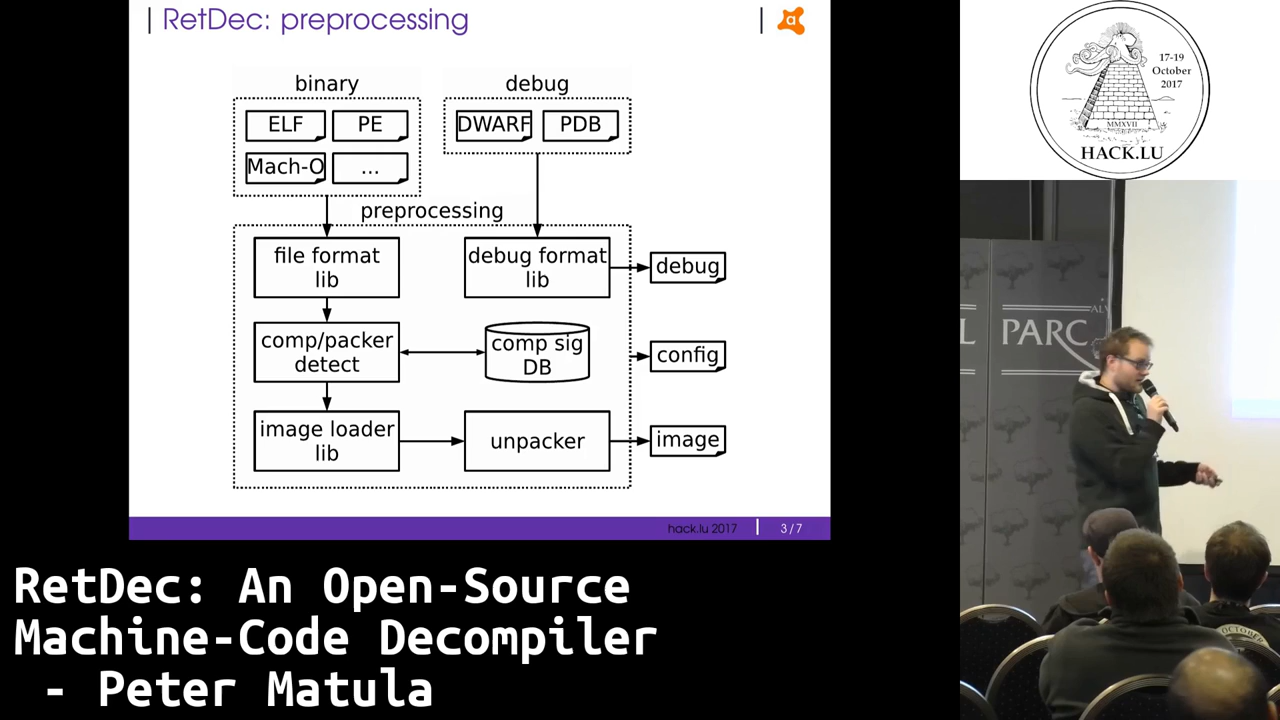 RetDec: preprocessing
a
binary
debug
ELF
PE
DWARF
PDB
Mach-O
...
preprocessing
file format
lib
debug format
lib
debug
comp/packer
detect
comp sig
DB
config
image loader
lib
unpacker
image
hack.lu 2017
3 / 7
RetDec: An Open-Source
Machine-Code Decompiler
- Peter Matula
17-19
October
2017
MMXVII
HACK.LU
ALV
L PARC
OCTOBER